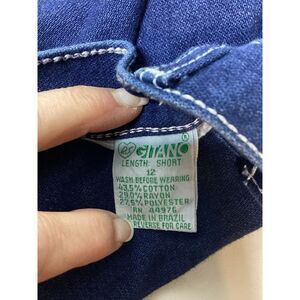 GITANO ®
LENGTH: SHORT
12
WASH BEFORE WEARING
43.5% COTTON
29.0% RAYON
27.5% POLYESTER
RN 44976
MADE IN BRAZIL
REVERSE FOR CARE